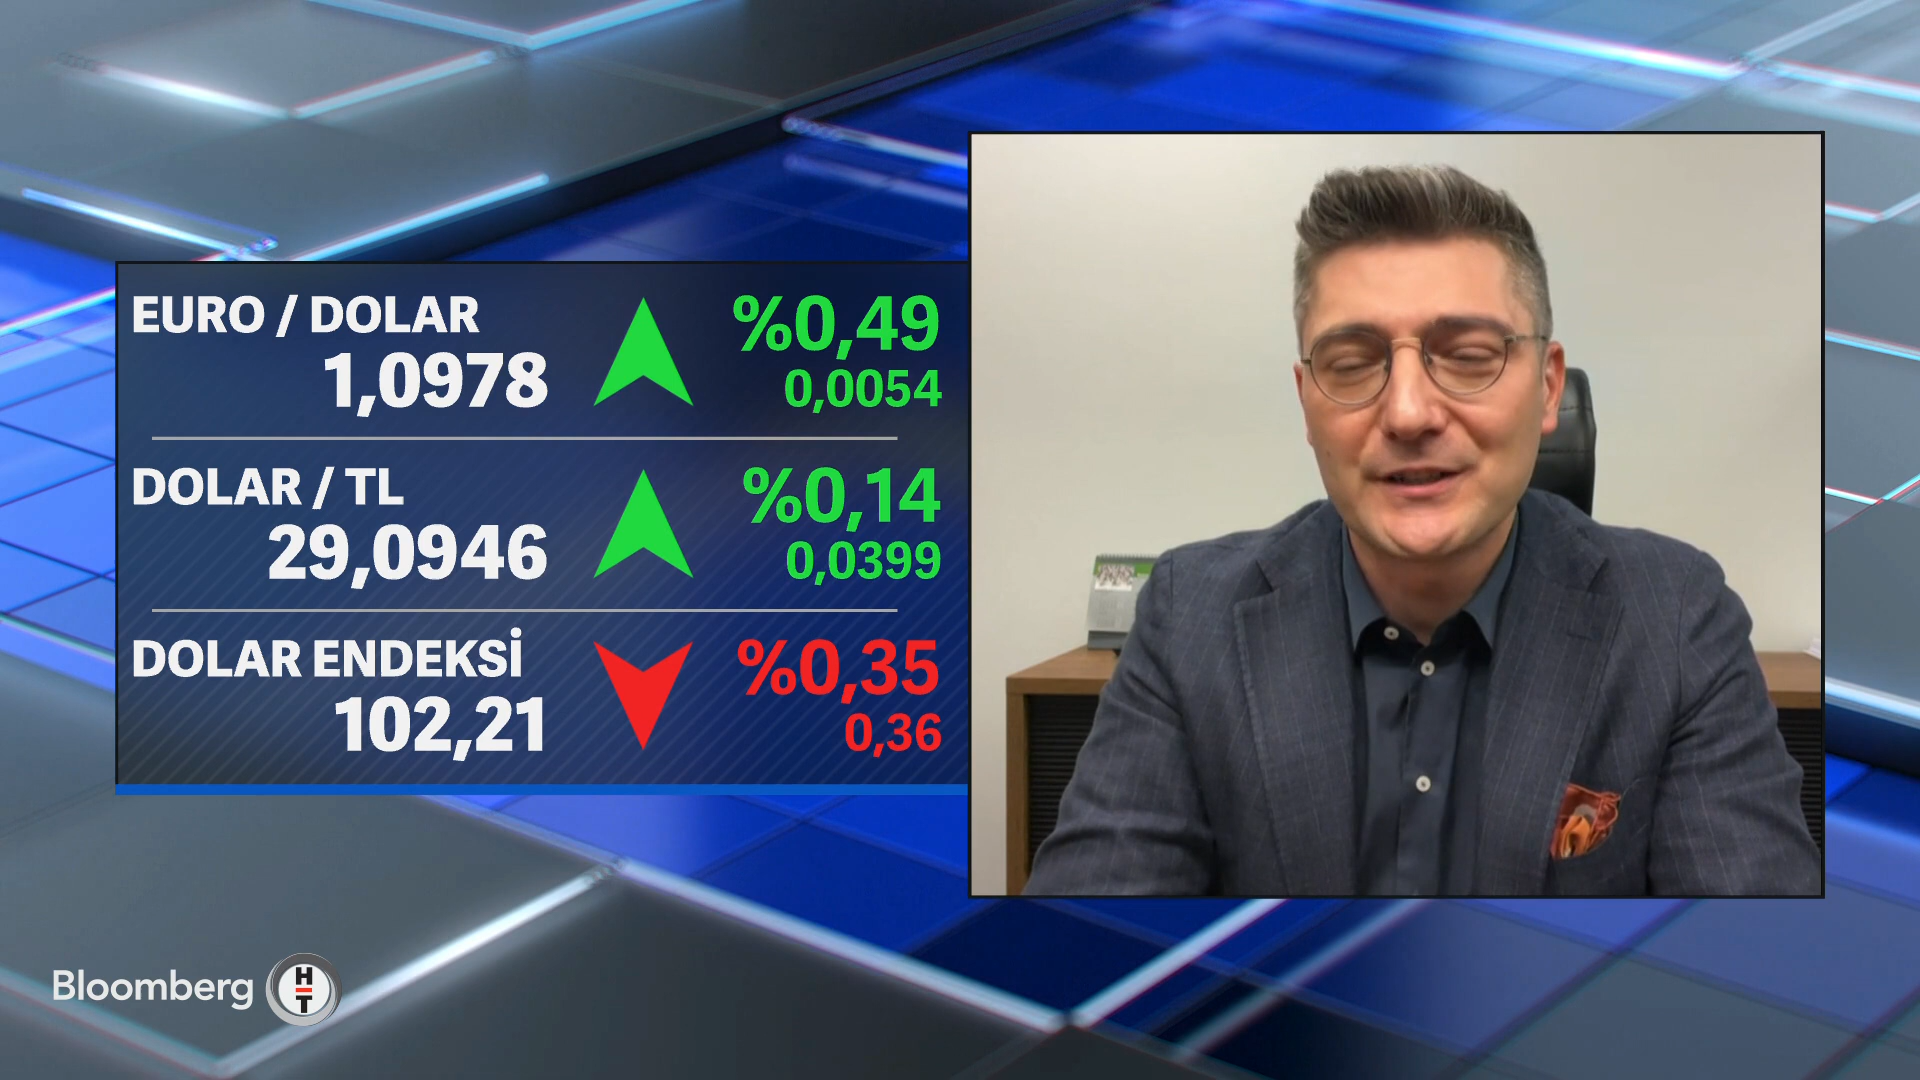 EURO / DOLAR
1,0978
%0,49
0,0054
DOLAR / TL
29,0946
%0,14
0,0399
DOLAR ENDEKSİ
102,21
%0,35
0,36
Bloomberg HT